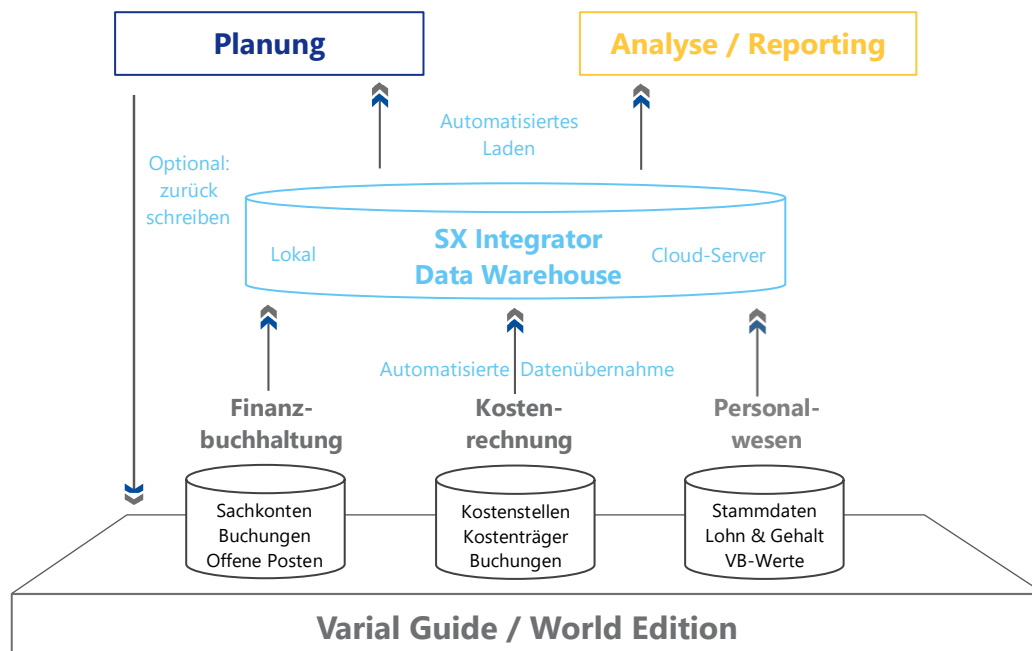 Planung
Analyse / Reporting
Automatisiertes
Laden
Optional:
zurück
schreiben
SX Integrator
Data Warehouse
Lokal
Cloud-Server
Automatisierte Datenübernahme
Finanz-
buchhaltung
Kosten-
rechnung
Personal-
wesen
Sachkonten
Buchungen
Offene Posten
Kostenstellen
Kostenträger
Buchungen
Stammdaten
Lohn & Gehalt
VB-Werte
Varial Guide / World Edition